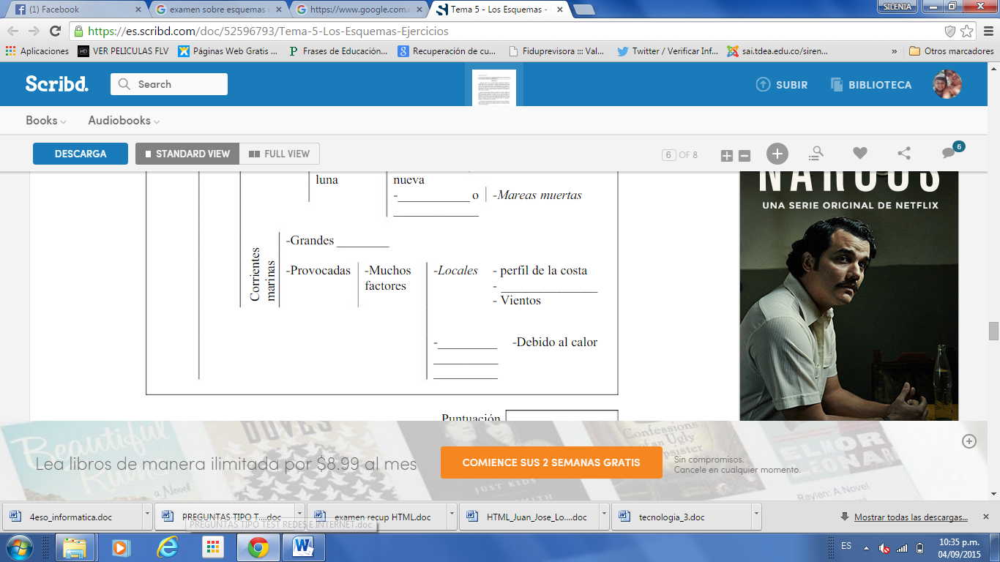 (1) Facebook
examen sobre esquemas e
https://www.google.com.c
Tema 5 - Los Esquemas -
SILENIA
https://es.scribd.com/doc/52596793/Tema-5-Los-Esquemas-Ejercicios
Aplicaciones
VER PELICULAS FLV
Páginas Web Gratis ...
Frases de Educación...
Recuperación de cu...
Fiduprevisora ::: Val...
Twitter / Verificar Inf...
sai.tdea.edu.co/siren...
»
Otros marcadores
Scribd.
Search
SUBIR
BIBLIOTECA
Books
Audiobooks
DESCARGA
STANDARD VIEW
FULL VIEW
6 OF 8
6
luna
nueva
-___________ o
-Mareas muertas
_____________
Corrientes
marinas
-Grandes ________
-Provocadas
-Muchos
factores
-Locales
- perfil de la costa
- _______________
- Vientos
-_________
-Debido al calor
__________
__________
Puntuación
NARCOS
UNA SERIE ORIGINAL DE NETFLIX
Beautiful
Ruins
a Novel
DOVES
JUST KIDS
SMITH
Confessions
of an Ugly
Stepsister
ELMORE
LEONARD
Raylan: A Novel
Lea libros de manera ilimitada por $8.99 al mes
COMIENCE SUS 2 SEMANAS GRATIS
Sin compromisos.
Cancele en cualquier momento.
4eso_informatica.doc
PREGUNTAS TIPO T....doc
examen recup HTML.doc
HTML_Juan_Jose_Lo....doc
tecnologia_3.doc
Mostrar todas las descargas...
PREGUNTAS TIPO TEST REDES E INTERNET.doc
ES
10:35 p.m.
04/09/2015